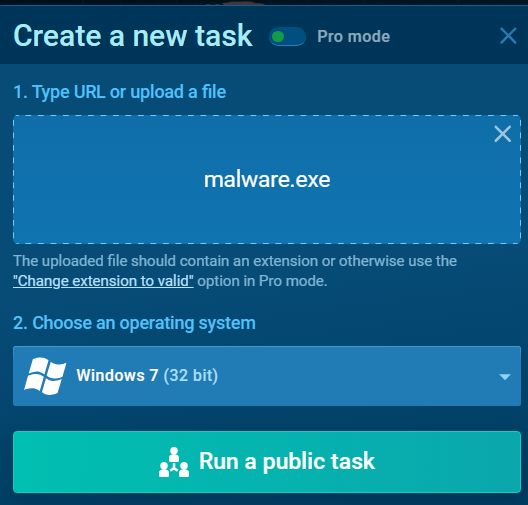 Create a new task
Pro mode
1. Type URL or upload a file
malware.exe
The uploaded file should contain an extension or otherwise use the
"Change extension to valid" option in Pro mode.
2. Choose an operating system
Windows 7 (32 bit)
Run a public task